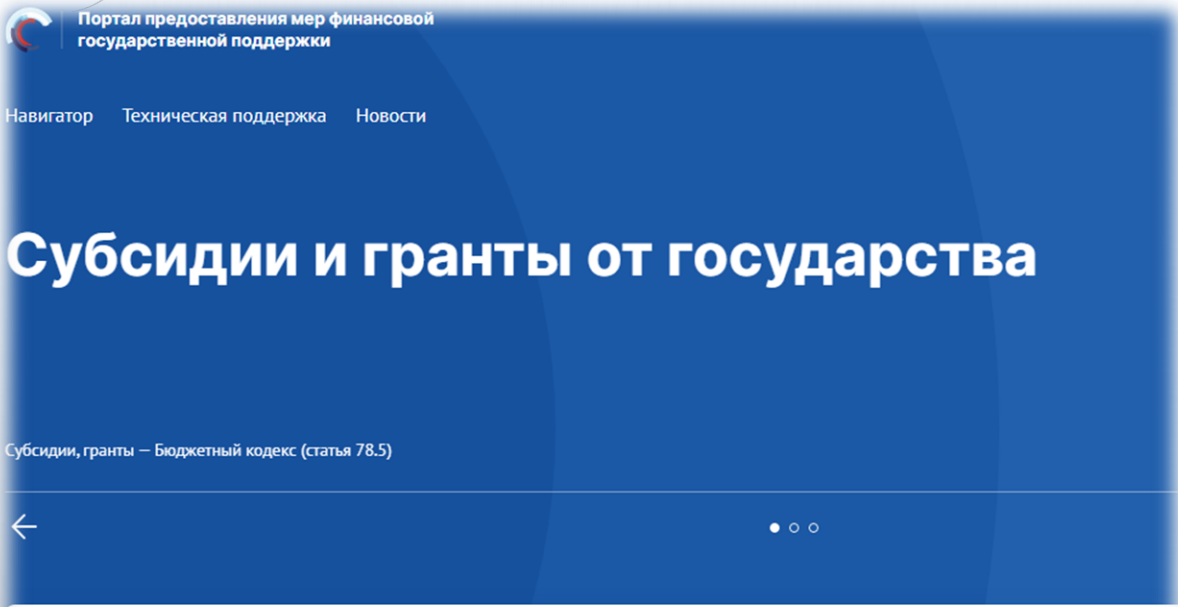 Портал предоставления мер финансовой
государственной поддержки
Навигатор Техническая поддержка Новости
Субсидии и гранты от государства
Субсидии, гранты — Бюджетный кодекс (статья 78.5)